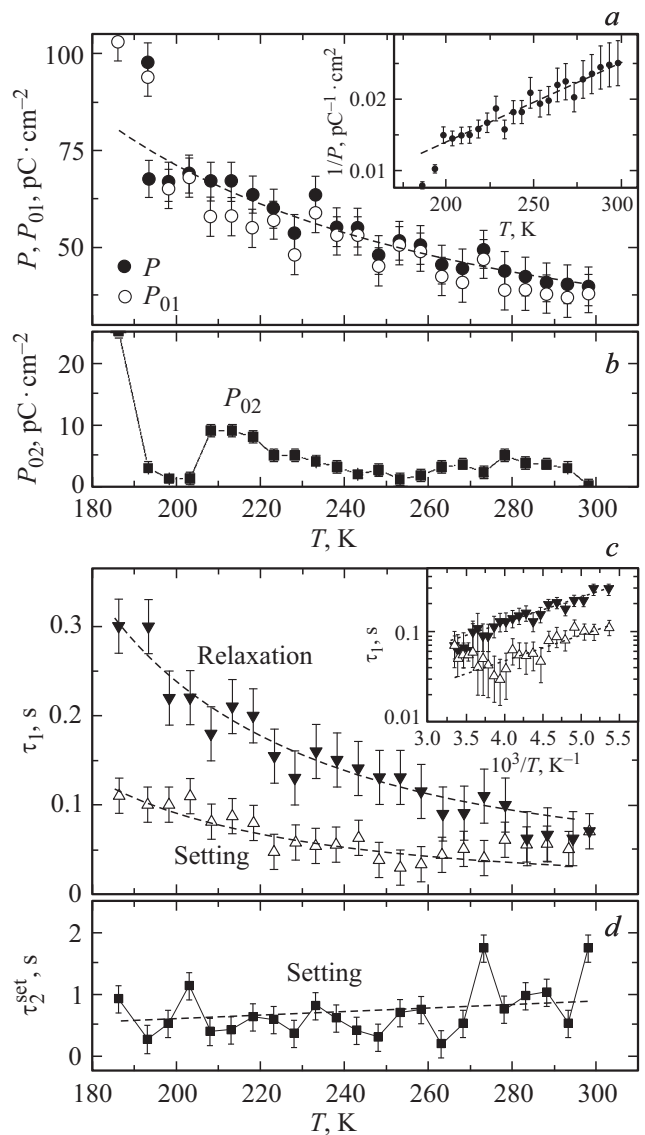 a
100
75
50
P, P₀₁, pC · cm⁻²
P
P₀₁
0.02
0.01
1/P, pC⁻¹ · cm²
200 250 300
T, K
b
20
10
0
P₀₂, pC · cm⁻²
P₀₂
180 200 220 240 260 280 300
T, K
c
0.3
0.2
0.1
0
τ₁, s
Relaxation
Setting
0.1
0.01
τ₁, s
3.0 3.5 4.0 4.5 5.0 5.5
10³/T, K⁻¹
d
2
1
0
τ₂ˢᵉᵗ, s
Setting
180 200 220 240 260 280 300
T, K